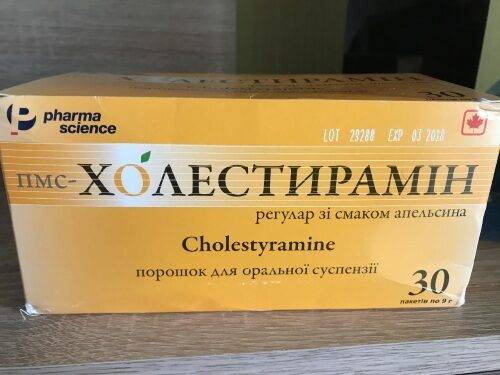 30
pharma
science
LOT 29288 EXP 03 2018
ПМС-ХОЛЕСТИРАМІН
регулар зі смаком апельсина
Cholestyramine
порошок для оральної суспензії
30
пакетів по 9 г